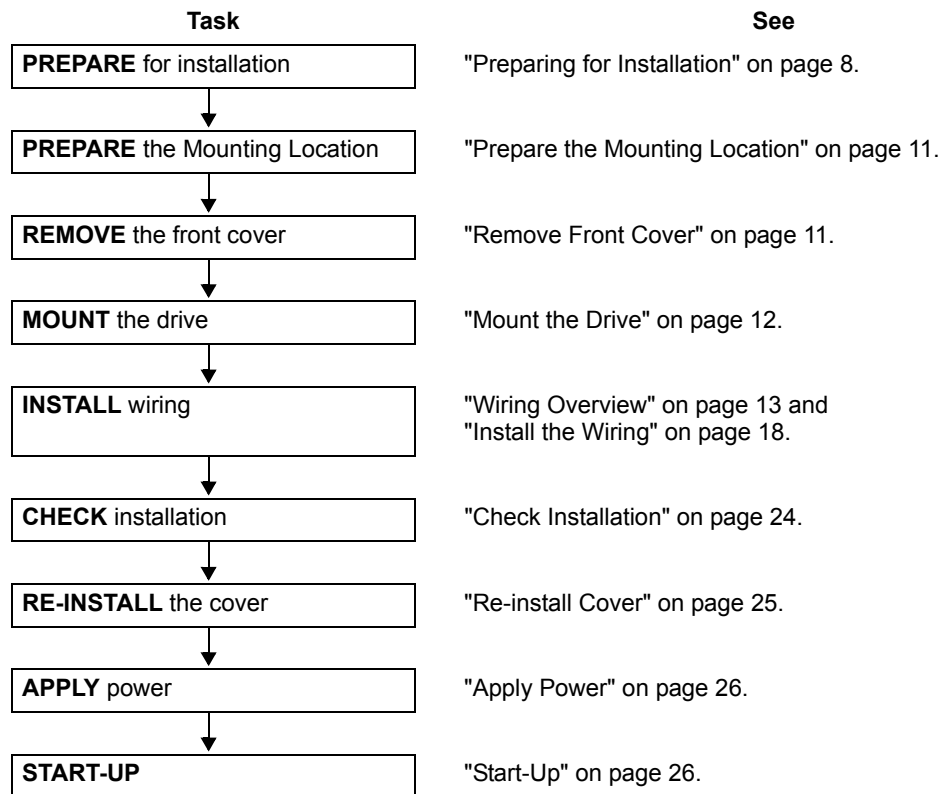 Task See
PREPARE for installation "Preparing for Installation" on page 8.
PREPARE the Mounting Location "Prepare the Mounting Location" on page 11.
REMOVE the front cover "Remove Front Cover" on page 11.
MOUNT the drive "Mount the Drive" on page 12.
INSTALL wiring "Wiring Overview" on page 13 and
"Install the Wiring" on page 18.
CHECK installation "Check Installation" on page 24.
RE-INSTALL the cover "Re-install Cover" on page 25.
APPLY power "Apply Power" on page 26.
START-UP "Start-Up" on page 26.